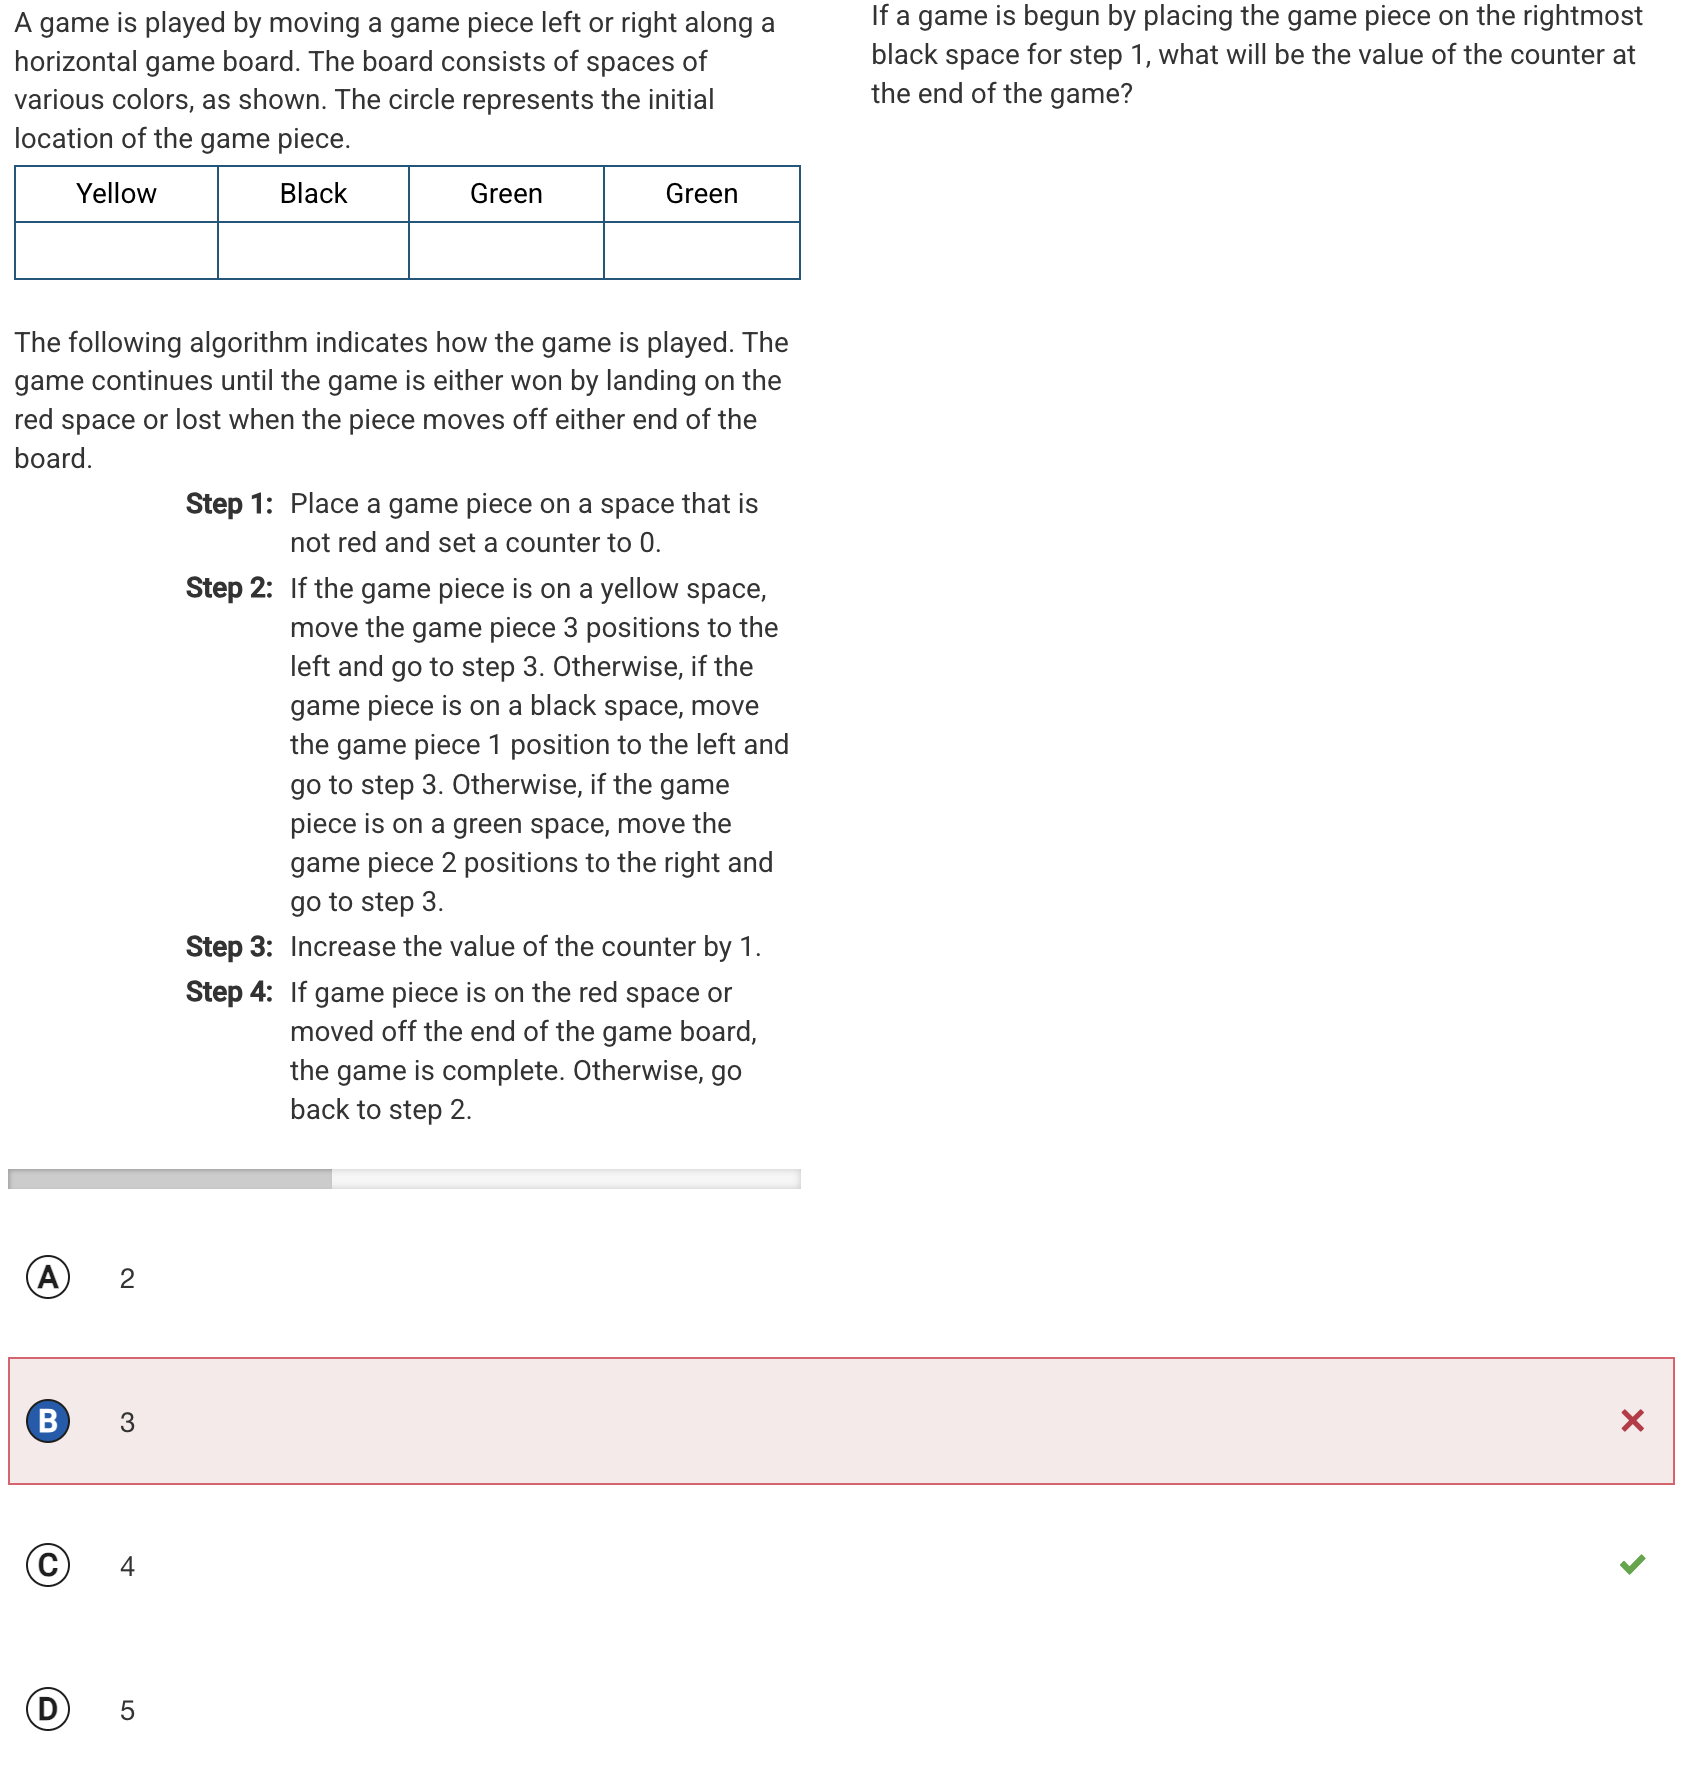 A game is played by moving a game piece left or right along a
horizontal game board. The board consists of spaces of
various colors, as shown. The circle represents the initial
location of the game piece.
Yellow Black Green Green
The following algorithm indicates how the game is played. The
game continues until the game is either won by landing on the
red space or lost when the piece moves off either end of the
board.
Step 1: Place a game piece on a space that is
not red and set a counter to 0.
Step 2: If the game piece is on a yellow space,
move the game piece 3 positions to the
left and go to step 3. Otherwise, if the
game piece is on a black space, move
the game piece 1 position to the left and
go to step 3. Otherwise, if the game
piece is on a green space, move the
game piece 2 positions to the right and
go to step 3.
Step 3: Increase the value of the counter by 1.
Step 4: If game piece is on the red space or
moved off the end of the game board,
the game is complete. Otherwise, go
back to step 2.
If a game is begun by placing the game piece on the rightmost
black space for step 1, what will be the value of the counter at
the end of the game?
A 2
B 3
C 4
D 5